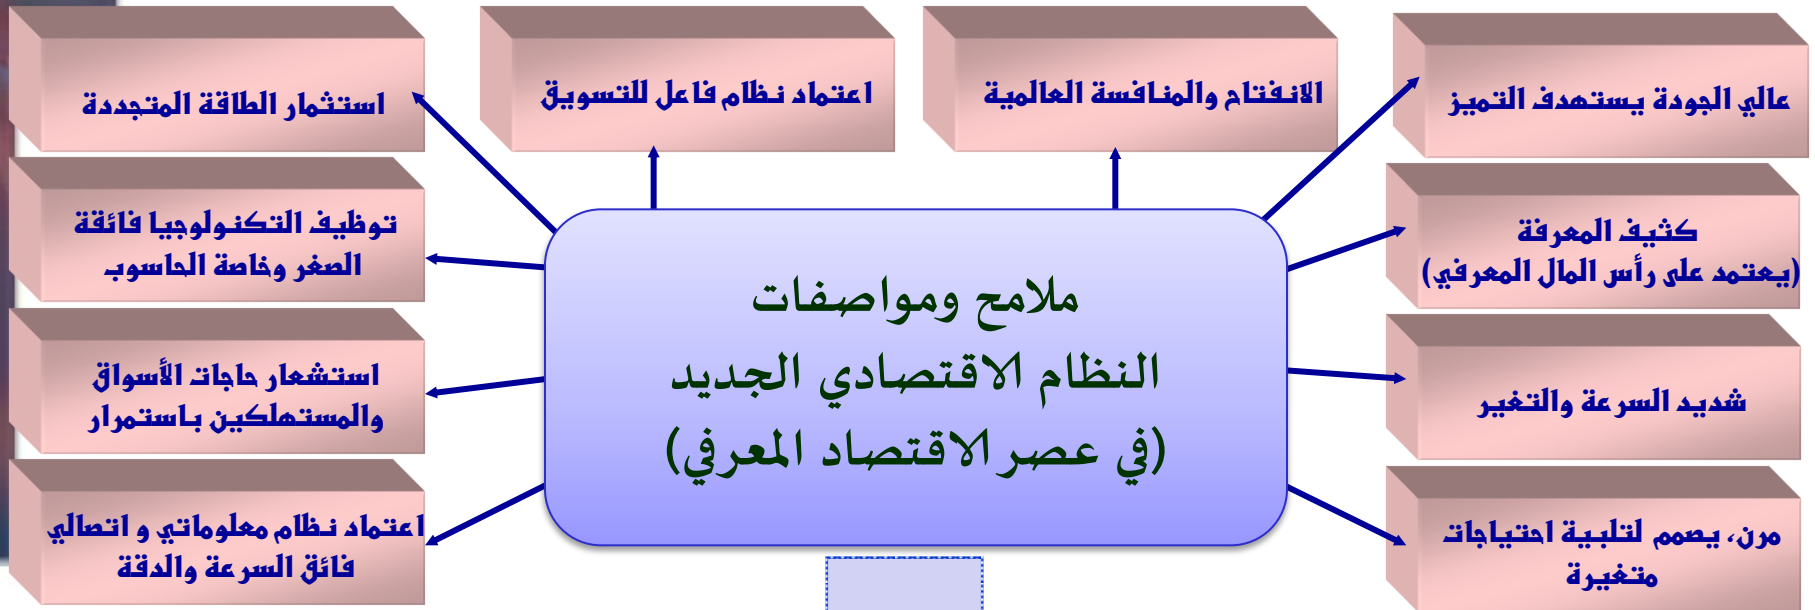 عالي الجودة يستهدف التميز
الانفتاح والمنافسة العالمية
اعتماد نظام فاعل للتسويق
استثمار الطاقة المتجددة
كثيف المعرفة
(يعتمد على رأس المال المعرفي)
توظيف التكنولوجيا فائقة
الصغر وخاصة الحاسوب
ملامح ومواصفات
النظام الاقتصادي الجديد
(في عصر الاقتصاد المعرفي)
شديد السرعة والتغير
استشعار حاجات الأسواق
والمستهلكين باستمرار
مرن، يصمم لتلبية احتياجات
متغيرة
اعتماد نظام معلوماتي و اتصالي
فائق السرعة والدقة